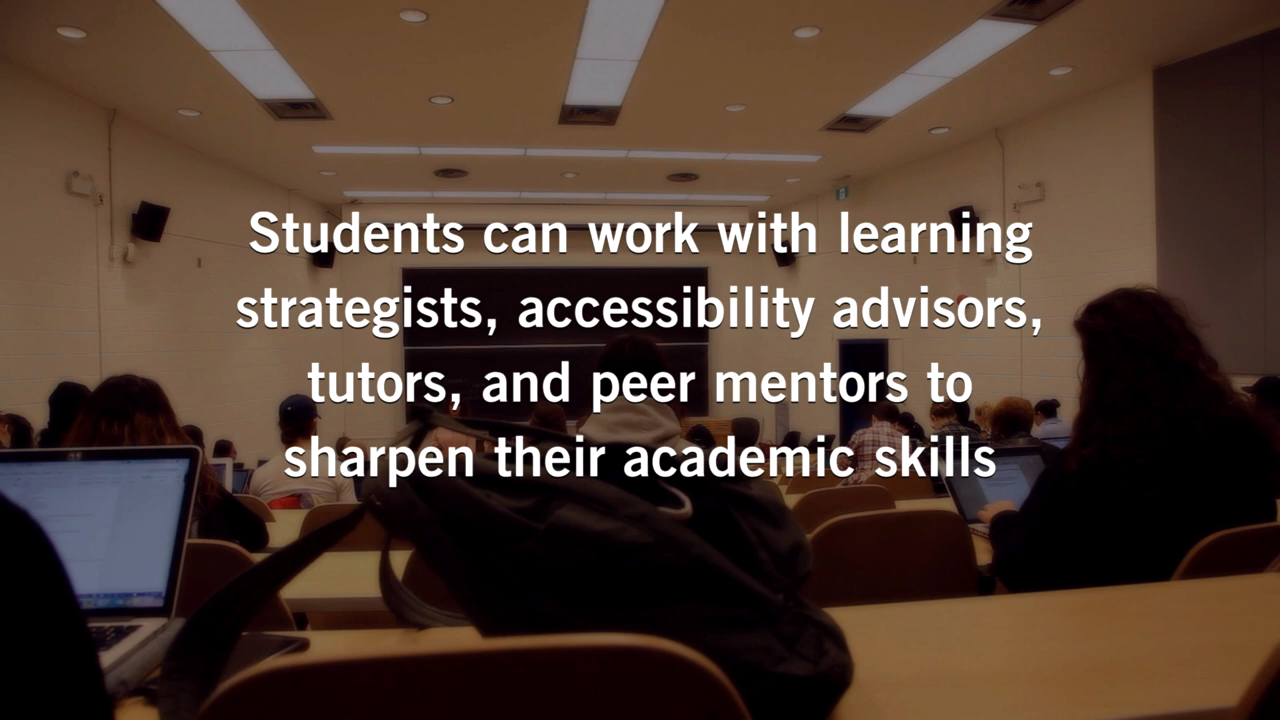 Students can work with learning
strategists, accessibility advisors,
tutors, and peer mentors to
sharpen their academic skills